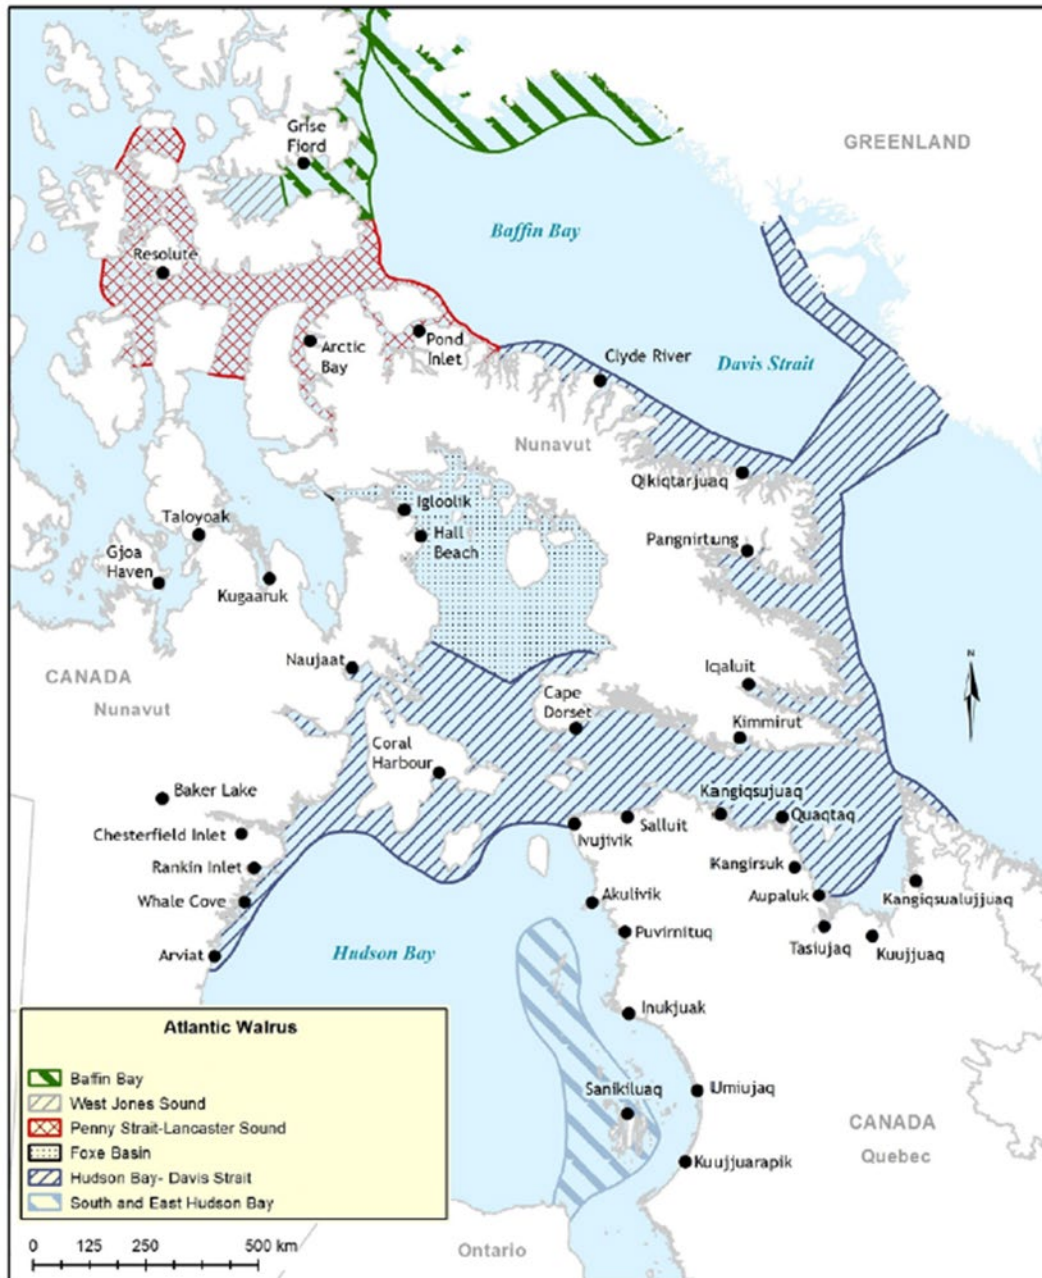 GREENLAND
Grise
Fiord
Baffin Bay
Resolute
Arctic
Bay
Pond
Inlet
Clyde River
Davis Strait
Nunavut
Qikiqtarjuaq
Igloolik
Hall
Beach
Taloyoak
Gjoa
Haven
Kugaaruk
Pangnirtung
Naujaat
CANADA
Nunavut
Iqaluit
N
Cape
Dorset
Kimmirut
Coral
Harbour
Baker Lake
Kangiqsujuaq
Chesterfield Inlet
Ivujivik
Salluit
Quaqtaq
Rankin Inlet
Kangirsuk
Whale Cove
Akulivik
Aupaluk
Kangiqsualujjuaq
Arviat
Puvirnituq
Tasiujaq
Kuujjuaq
Hudson Bay
Inukjuak
Atlantic Walrus
Baffin Bay
West Jones Sound
Penny Strait-Lancaster Sound
Foxe Basin
Hudson Bay- Davis Strait
South and East Hudson Bay
Sanikiluaq
Umiujaq
CANADA
Quebec
Kuujjuarapik
0 125 250 500 km
Ontario